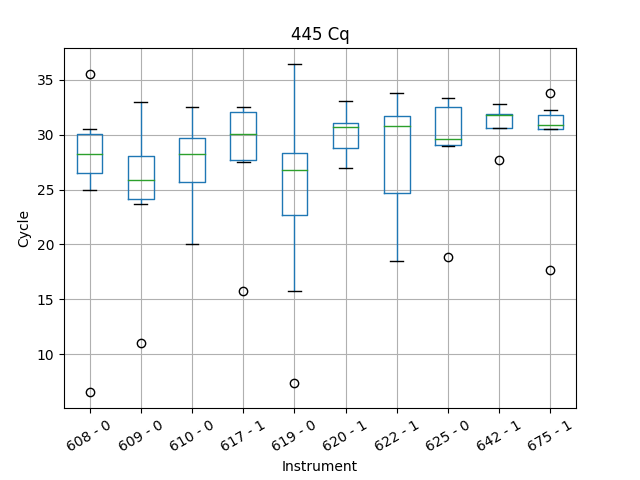 445 Cq
Cycle
35
30
25
20
15
10
608 - 0
609 - 0
610 - 0
617 - 1
619 - 0
620 - 1
622 - 1
625 - 0
642 - 1
675 - 1
Instrument